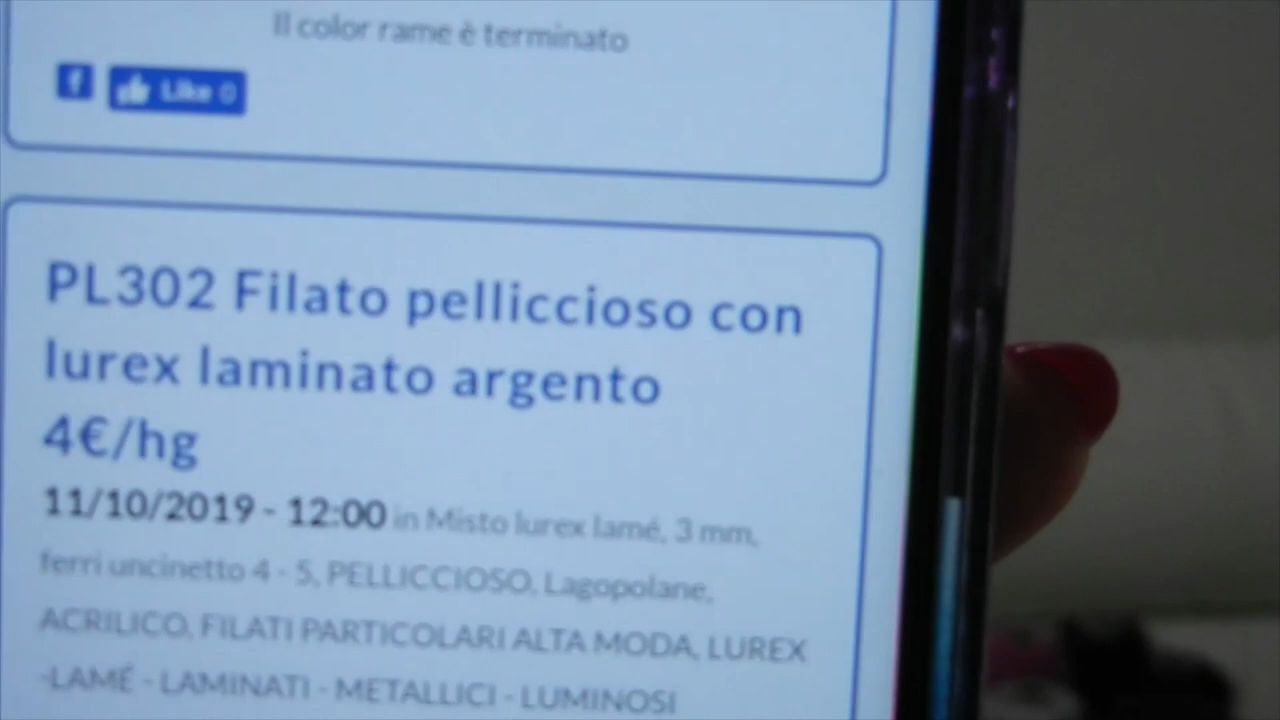 Il color rame è terminato
f Like 0
PL302 Filato pelliccioso con
lurex laminato argento
4€/hg
11/10/2019 - 12:00 in Misto lurex lamé, 3 mm,
ferri uncinetto 4 - 5, PELLICCIOSO, Lagopolane,
ACRILICO, FILATI PARTICOLARI ALTA MODA, LUREX
-LAMÉ - LAMINATI - METALLICI - LUMINOSI